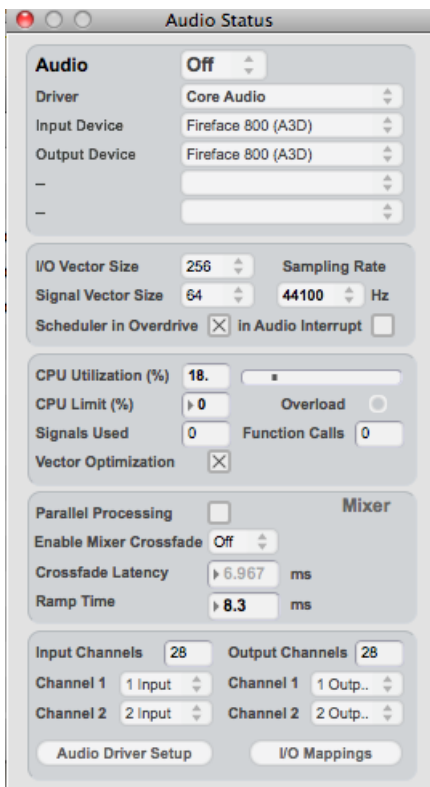 Audio Status
Audio Off
Driver Core Audio
Input Device Fireface 800 (A3D)
Output Device Fireface 800 (A3D)
–
–
I/O Vector Size 256 Sampling Rate
Signal Vector Size 64 44100 Hz
Scheduler in Overdrive in Audio Interrupt
CPU Utilization (%) 18.
CPU Limit (%) 0 Overload
Signals Used 0 Function Calls 0
Vector Optimization
Mixer
Parallel Processing
Enable Mixer Crossfade Off
Crossfade Latency 6.967 ms
Ramp Time 8.3 ms
Input Channels 28 Output Channels 28
Channel 1 1 Input Channel 1 1 Outp..
Channel 2 2 Input Channel 2 2 Outp..
Audio Driver Setup I/O Mappings